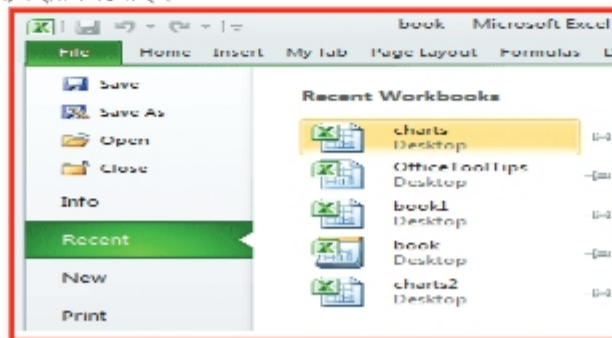 book Microsoft Excel
File Home Insert My Tab Page Layout Formulas
Save
Save As
Open
Close
Info
Recent
New
Print
Recent Workbooks
charts
Desktop
OfficeToolTips
Desktop
book1
Desktop
book
Desktop
charts2
Desktop